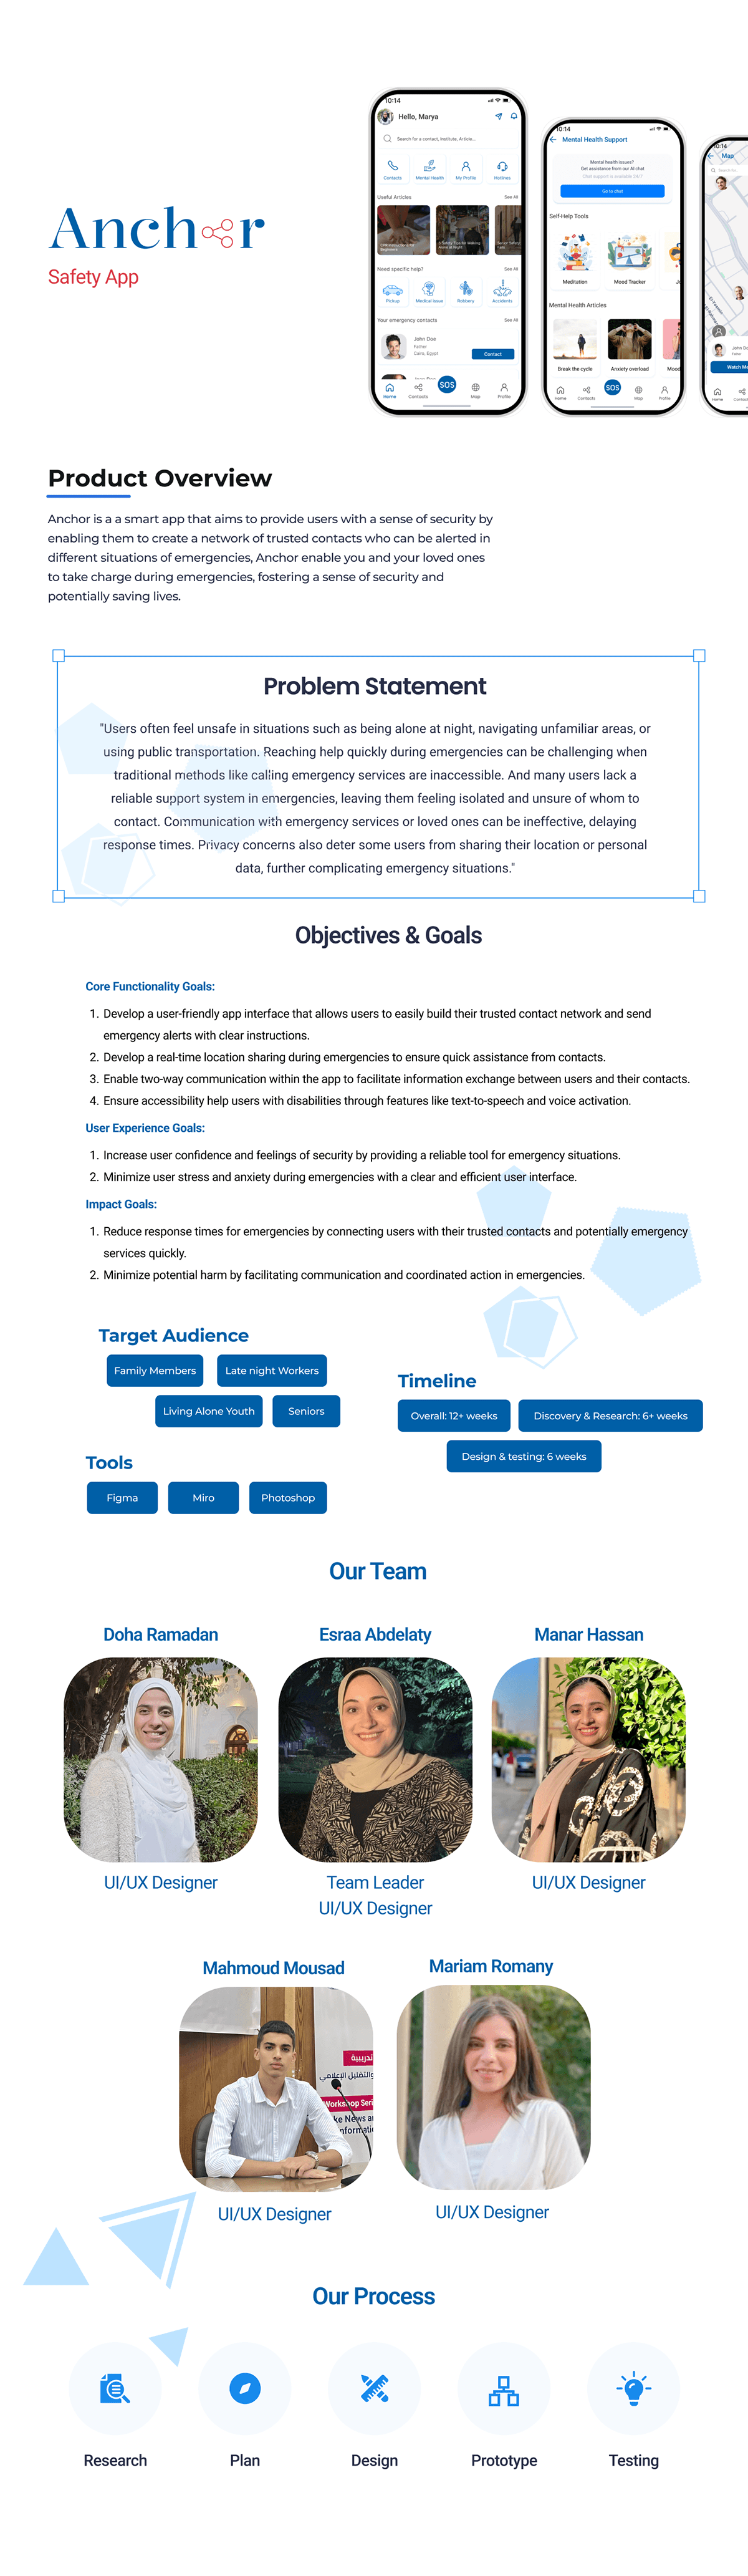 Anchor
Safety App
10:14
Hello, Marya
Search for a contact, Institute, Article...
Contacts
Mental Health
My Profile
Hotlines
Useful Articles
See All
Need specific help?
See All
Pickup
Medical Issue
Robbery
Accidents
Your emergency contacts
See All
John Doe
Father
Cairo, Egypt
Contact
Home
Contacts
SOS
Map
Profile
10:14
Mental Health Support
Mental health issues?
Get assistance from our AI chat
Chat support is available 24/7
Go to chat
Self-Help Tools
Meditation
Mood Tracker
Mental Health Articles
Break the cycle
Anxiety overload
Mood
Home
Contacts
SOS
Map
Profile
10:14
Map
John Do
Father
Watch Me
Home
Contac
Product Overview
Anchor is a a smart app that aims to provide users with a sense of security by
enabling them to create a network of trusted contacts who can be alerted in
different situations of emergencies, Anchor enable you and your loved ones
to take charge during emergencies, fostering a sense of security and
potentially saving lives.
Problem Statement
"Users often feel unsafe in situations such as being alone at night, navigating unfamiliar areas, or
using public transportation. Reaching help quickly during emergencies can be challenging when
traditional methods like calling emergency services are inaccessible. And many users lack a
reliable support system in emergencies, leaving them feeling isolated and unsure of whom to
contact. Communication with emergency services or loved ones can be ineffective, delaying
response times. Privacy concerns also deter some users from sharing their location or personal
data, further complicating emergency situations."
Objectives & Goals
Core Functionality Goals:
1. Develop a user-friendly app interface that allows users to easily build their trusted contact network and send
emergency alerts with clear instructions.
2. Develop a real-time location sharing during emergencies to ensure quick assistance from contacts.
3. Enable two-way communication within the app to facilitate information exchange between users and their contacts.
4. Ensure accessibility help users with disabilities through features like text-to-speech and voice activation.
User Experience Goals:
1. Increase user confidence and feelings of security by providing a reliable tool for emergency situations.
2. Minimize user stress and anxiety during emergencies with a clear and efficient user interface.
Impact Goals:
1. Reduce response times for emergencies by connecting users with their trusted contacts and potentially emergency
services quickly.
2. Minimize potential harm by facilitating communication and coordinated action in emergencies.
Target Audience
Family Members
Late night Workers
Living Alone Youth
Seniors
Timeline
Overall: 12+ weeks
Discovery & Research: 6+ weeks
Design & testing: 6 weeks
Tools
Figma
Miro
Photoshop
Our Team
Doha Ramadan
Esraa Abdelaty
Manar Hassan
UI/UX Designer
Team Leader
UI/UX Designer
UI/UX Designer
Mahmoud Mousad
Mariam Romany
والتضليل الإعلامي
Workshop Seri
ke News a
nformati
UI/UX Designer
UI/UX Designer
Our Process
Research
Plan
Design
Prototype
Testing